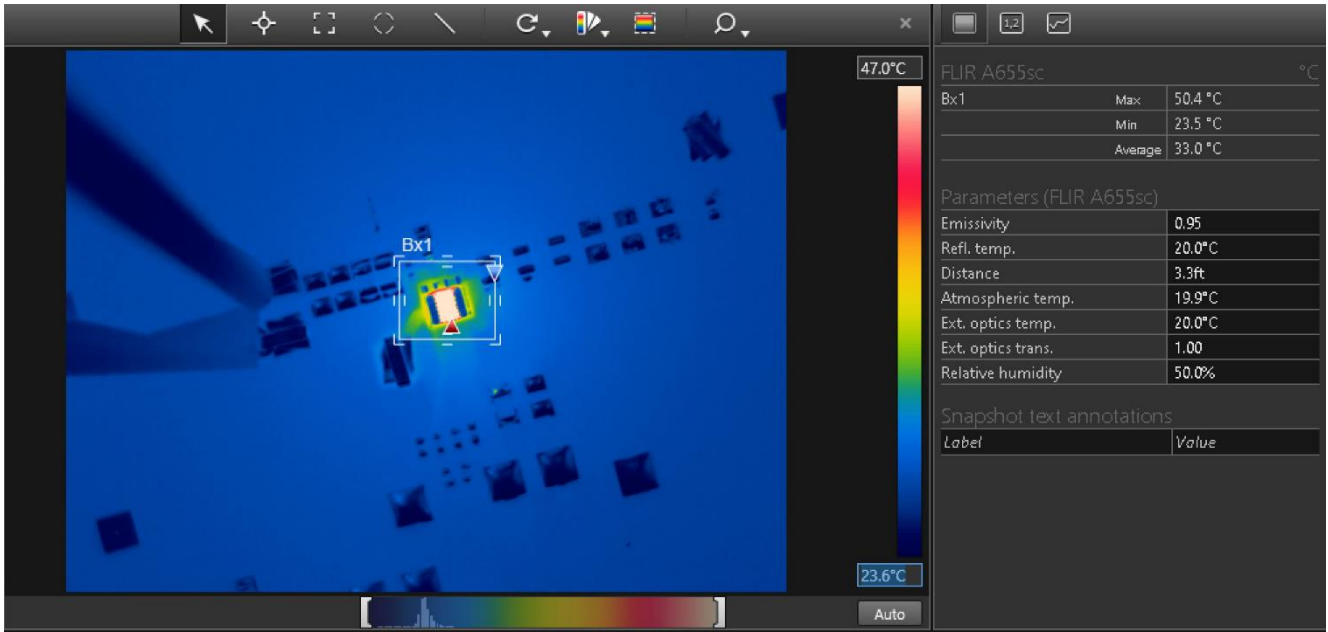 1,2
47.0°C
Bx1
23.6°C
Auto
FLIR A655sc °C
Bx1 Max 50.4 °C
Min 23.5 °C
Average 33.0 °C
Parameters (FLIR A655sc)
Emissivity 0.95
Refl. temp. 20.0°C
Distance 3.3ft
Atmospheric temp. 19.9°C
Ext. optics temp. 20.0°C
Ext. optics trans. 1.00
Relative humidity 50.0%
Snapshot text annotations
Label Value